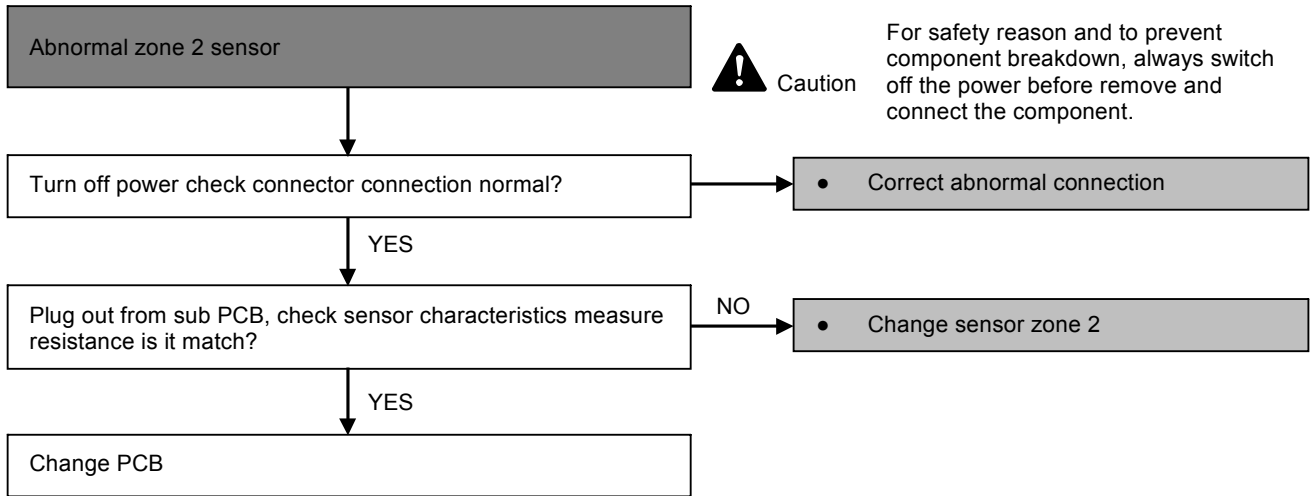 Abnormal zone 2 sensor
Caution
For safety reason and to prevent
component breakdown, always switch
off the power before remove and
connect the component.
Turn off power check connector connection normal?
● Correct abnormal connection
YES
Plug out from sub PCB, check sensor characteristics measure
resistance is it match?
NO
● Change sensor zone 2
YES
Change PCB